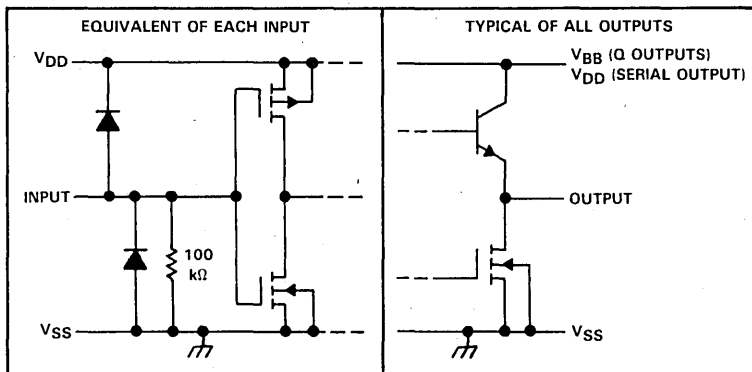 EQUIVALENT OF EACH INPUT
VDD
INPUT
100
kΩ
VSS
TYPICAL OF ALL OUTPUTS
VBB (Q OUTPUTS)
VDD (SERIAL OUTPUT)
OUTPUT
VSS